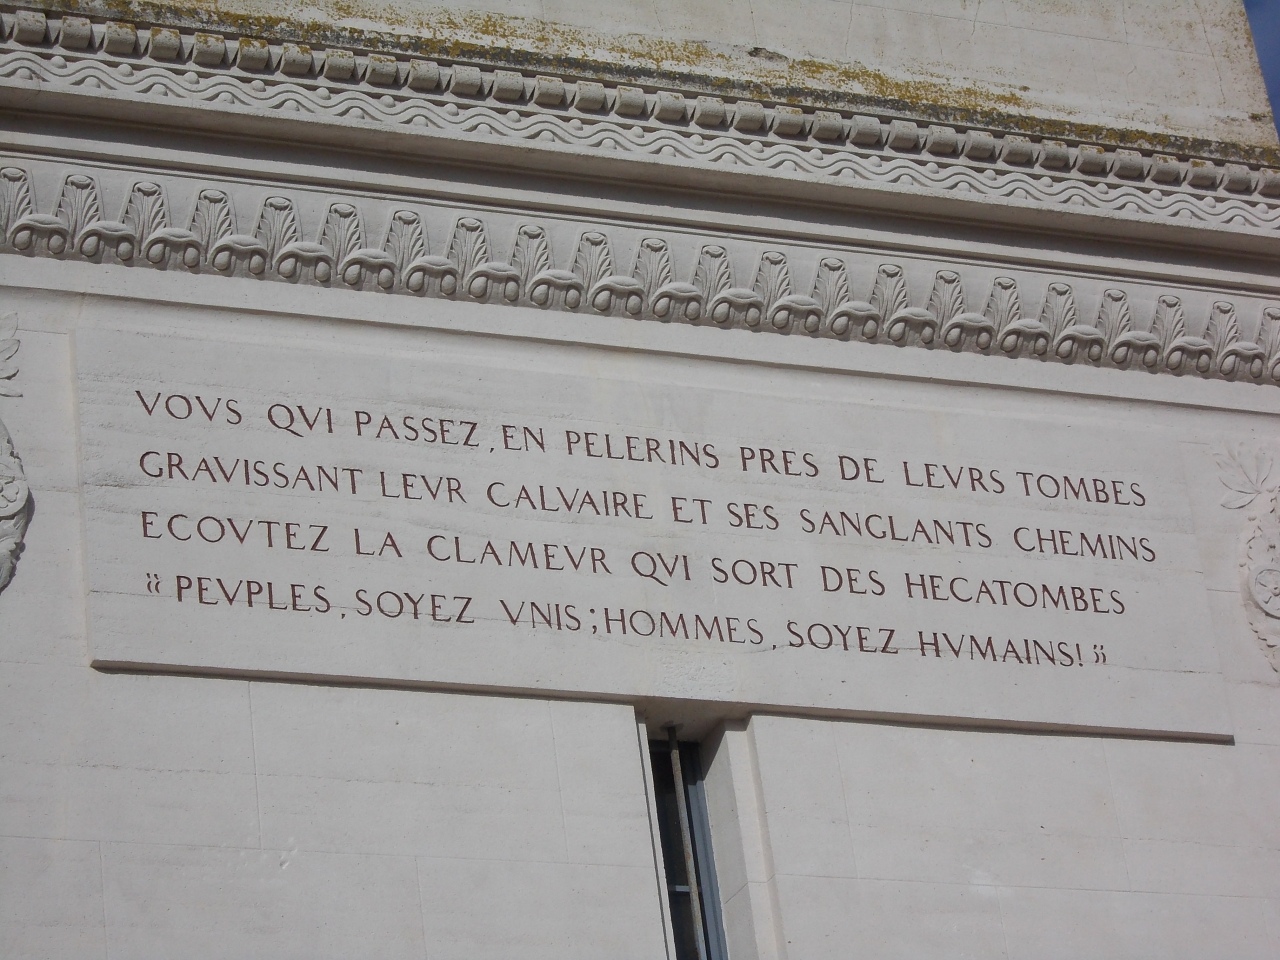 VOVS QVI PASSEZ, EN PELERINS PRES DE LEVRS TOMBES
GRAVISSANT LEVR CALVAIRE ET SES SANGLANTS CHEMINS
ECOVTEZ LA CLAMEVR QVI SORT DES HECATOMBES
"PEVPLES, SOYEZ VNIS; HOMMES, SOYEZ HVMAINS!"